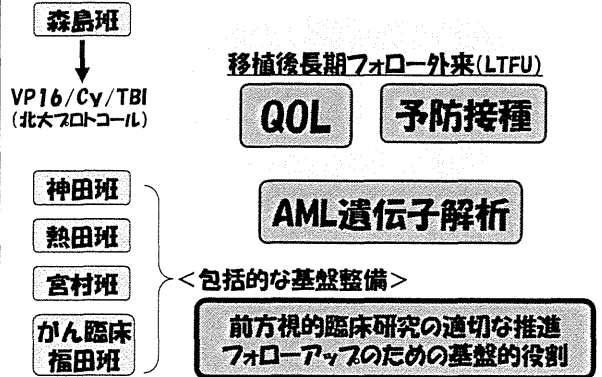 森島班
VP16/Cy/TBI
(北大プロトコール)
移植後長期フォロー外来(LTFU)
QOL
予防接種
AML遺伝子解析
神田班
熱田班
宮村班
がん臨床
福田班
＜包括的な基盤整備＞
前方視的臨床研究の適切な推進
フォローアップのための基盤的役割